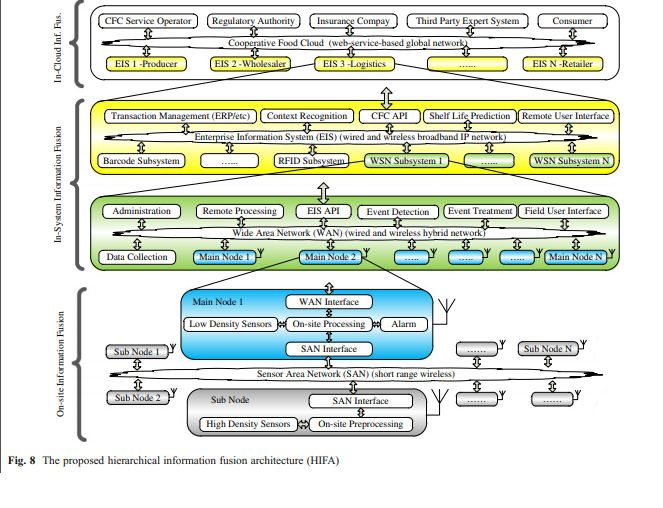 In-Cloud Inf. Fus.
CFC Service Operator
Regulatory Authority
Insurance Compay
Third Party Expert System
Consumer
Cooperative Food Cloud (web-service-based global network)
EIS 1 -Producer
EIS 2 -Wholesaler
EIS 3 -Logistics
......
EIS N -Retailer
In-System Information Fusion
Transaction Management (ERP/etc)
Context Recognition
CFC API
Shelf Life Prediction
Remote User Interface
Enterprise Information System (EIS) (wired and wireless broadband IP network)
Barcode Subsystem
......
RFID Subsystem
WSN Subsystem 1
......
WSN Subsystem N
Administration
Remote Processing
EIS API
Event Detection
Event Treatment
Field User Interface
Wide Area Network (WAN) (wired and wireless hybrid network)
Data Collection
Main Node 1
Main Node 2
......
......
......
Main Node N
On-site Information Fusion
Main Node 1
WAN Interface
Low Density Sensors
On-site Processing
Alarm
SAN Interface
Sub Node 1
......
Sub Node N
Sensor Area Network (SAN) (short range wireless)
Sub Node 2
Sub Node
SAN Interface
High Density Sensors
On-site Preprocessing
......
......
Fig. 8 The proposed hierarchical information fusion architecture (HIFA)